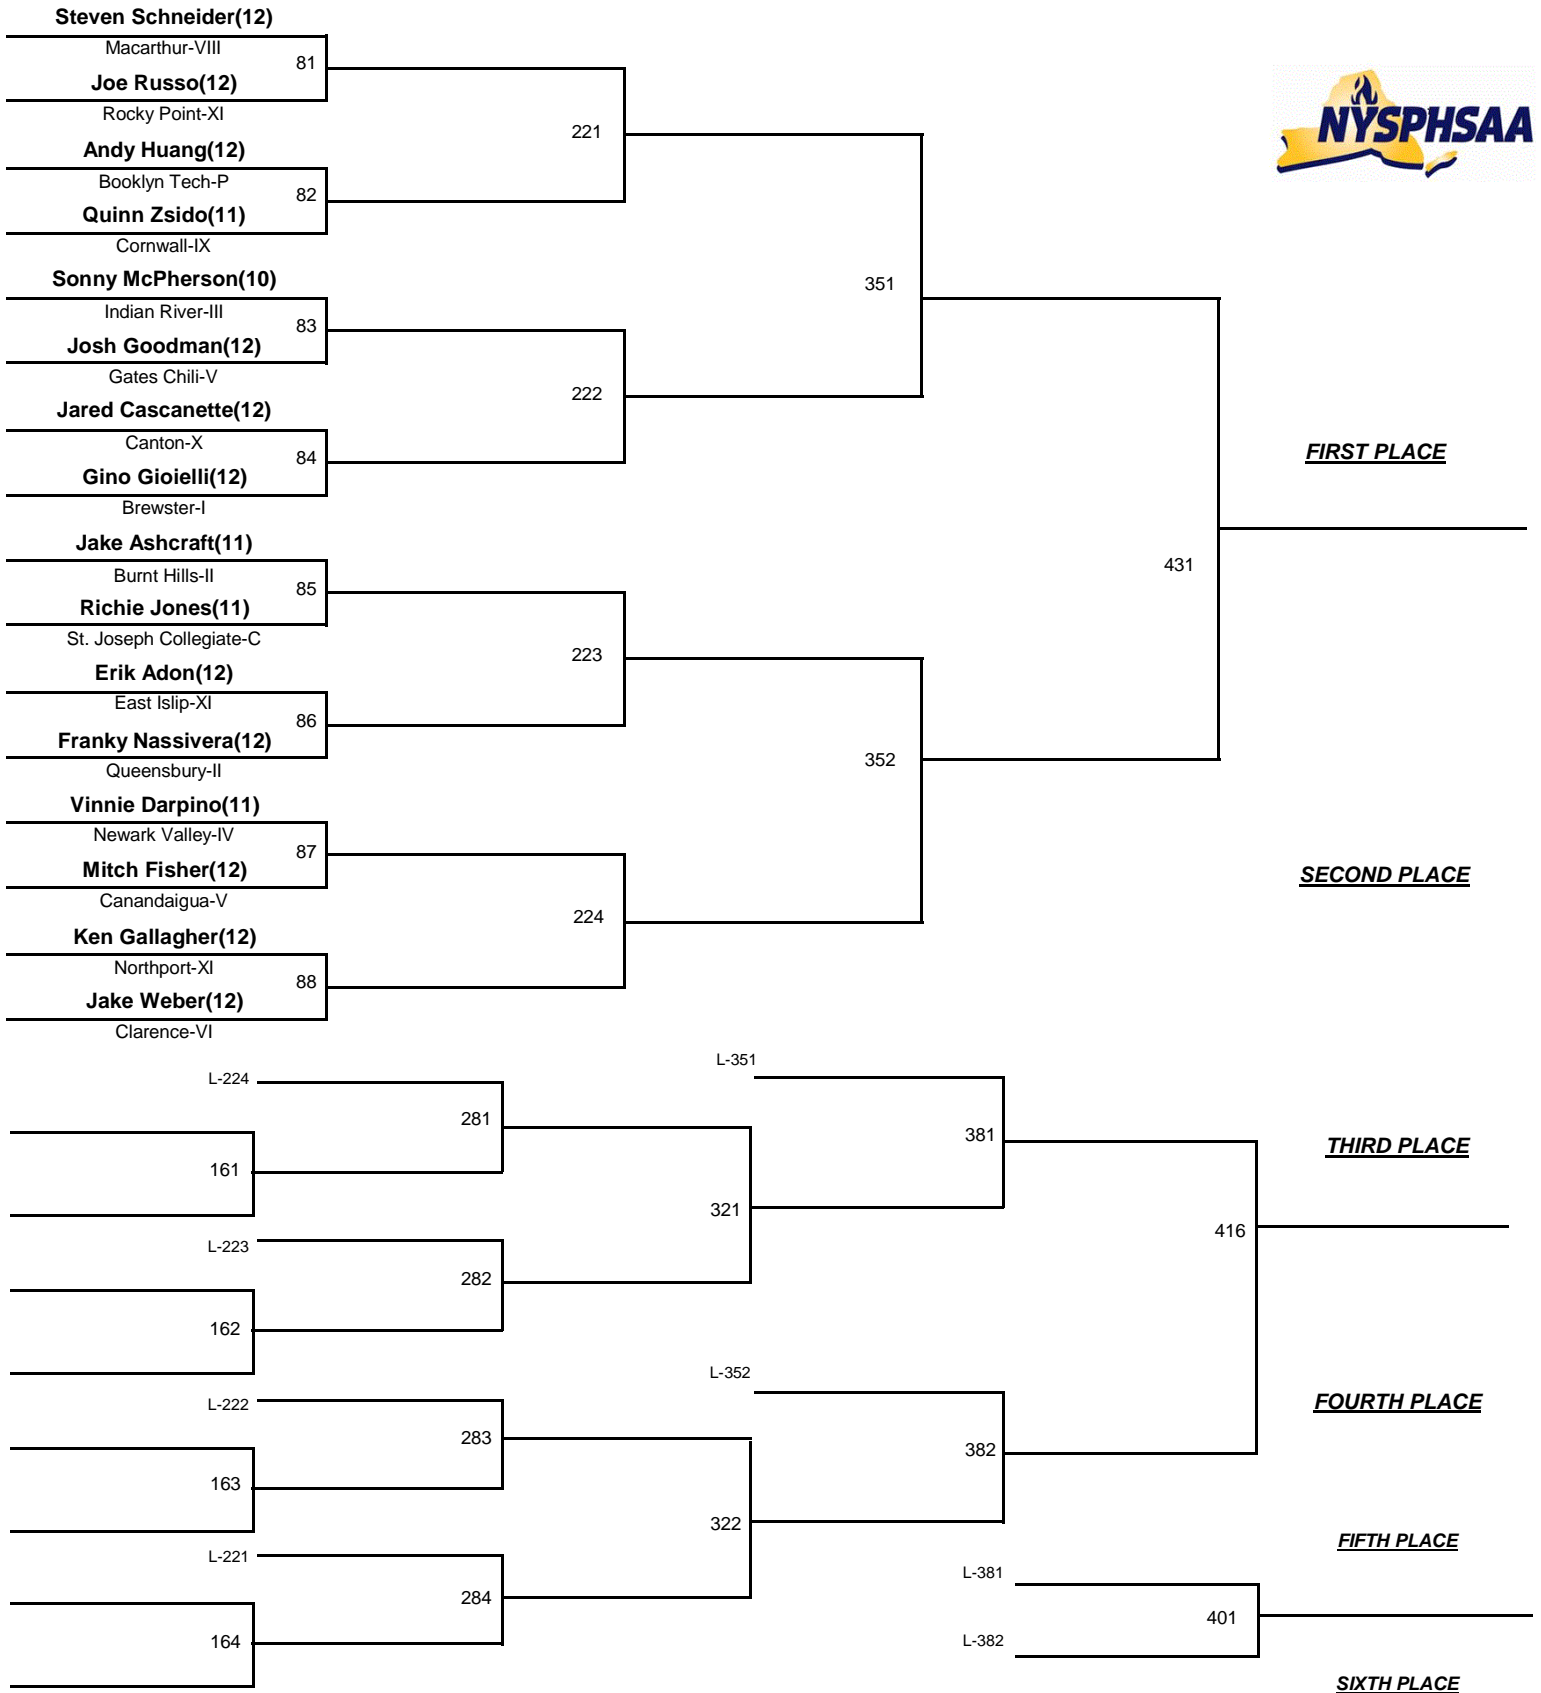 Steven Schneider(12)
Macarthur-VIII
81
Joe Russo(12)
Rocky Point-XI
Andy Huang(12)
Booklyn Tech-P
82
Quinn Zsido(11)
Cornwall-IX
Sonny McPherson(10)
Indian River-III
83
Josh Goodman(12)
Gates Chili-V
Jared Cascanette(12)
Canton-X
84
Gino Gioielli(12)
Brewster-I
Jake Ashcraft(11)
Burnt Hills-II
85
Richie Jones(11)
St. Joseph Collegiate-C
Erik Adon(12)
East Islip-XI
86
Franky Nassivera(12)
Queensbury-II
Vinnie Darpino(11)
Newark Valley-IV
87
Mitch Fisher(12)
Canandaigua-V
Ken Gallagher(12)
Northport-XI
88
Jake Weber(12)
Clarence-VI
221
222
223
224
351
352
431
NYSPHSAA
FIRST PLACE
SECOND PLACE
L-224
161
L-223
162
L-222
163
L-221
164
281
282
283
284
321
322
L-351
381
L-352
382
416
THIRD PLACE
FOURTH PLACE
L-381
L-382
401
FIFTH PLACE
SIXTH PLACE